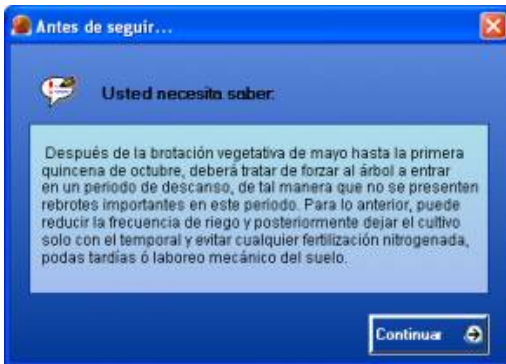 Antes de seguir...
Usted necesita saber:
Después de la brotación vegetativa de mayo hasta la primera
quincena de octubre, deberá tratar de forzar al árbol a entrar
en un periodo de descanso, de tal manera que no se presenten
rebrotes importantes en este periodo. Para lo anterior, puede
reducir la frecuencia de riego y posteriormente dejar el cultivo
solo con el temporal y evitar cualquier fertilización nitrogenada,
podas tardías ó laboreo mecánico del suelo.
Continuar